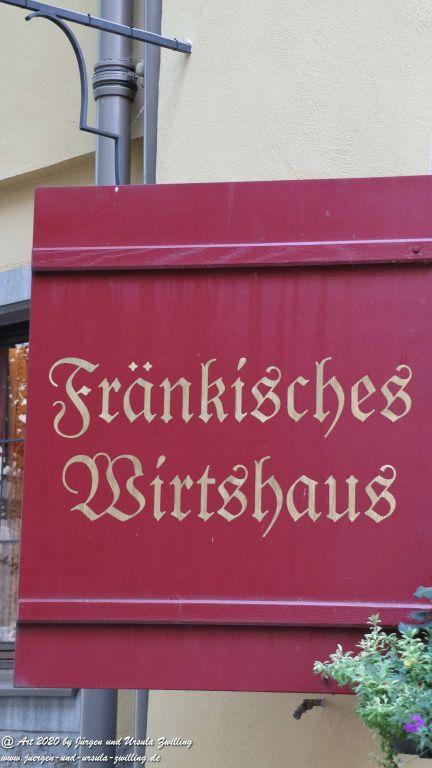 Fränkisches
Wirtshaus
@ Art 2020 by Jürgen und Ursula Zwilling
www.juergen-und-ursula-zwilling.de